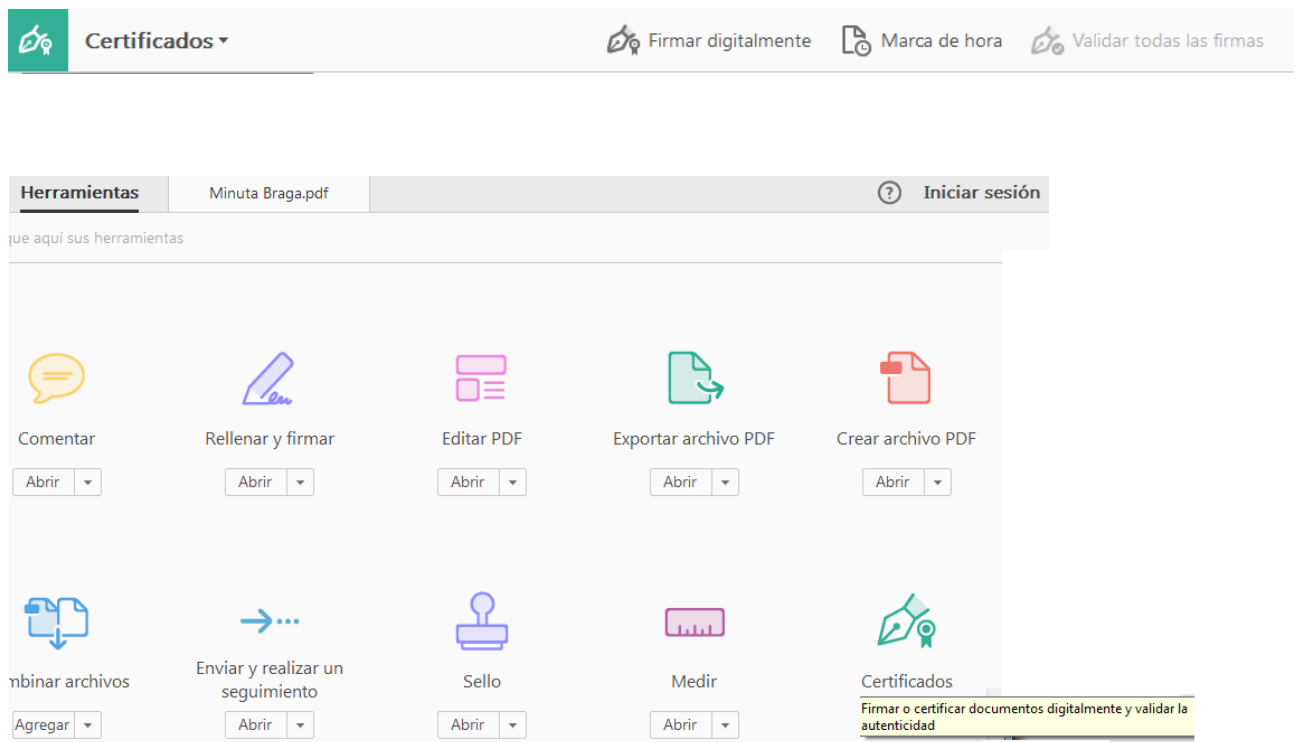 Certificados
Firmar digitalmente
Marca de hora
Validar todas las firmas
Herramientas
Minuta Braga.pdf
Iniciar sesión
que aquí sus herramientas
Comentar
Rellenar y firmar
Editar PDF
Exportar archivo PDF
Crear archivo PDF
Abrir
Abrir
Abrir
Abrir
Abrir
mbinar archivos
Enviar y realizar un
seguimiento
Sello
Medir
Certificados
Agregar
Abrir
Abrir
Abrir
Firmar o certificar documentos digitalmente y validar la
autenticidad